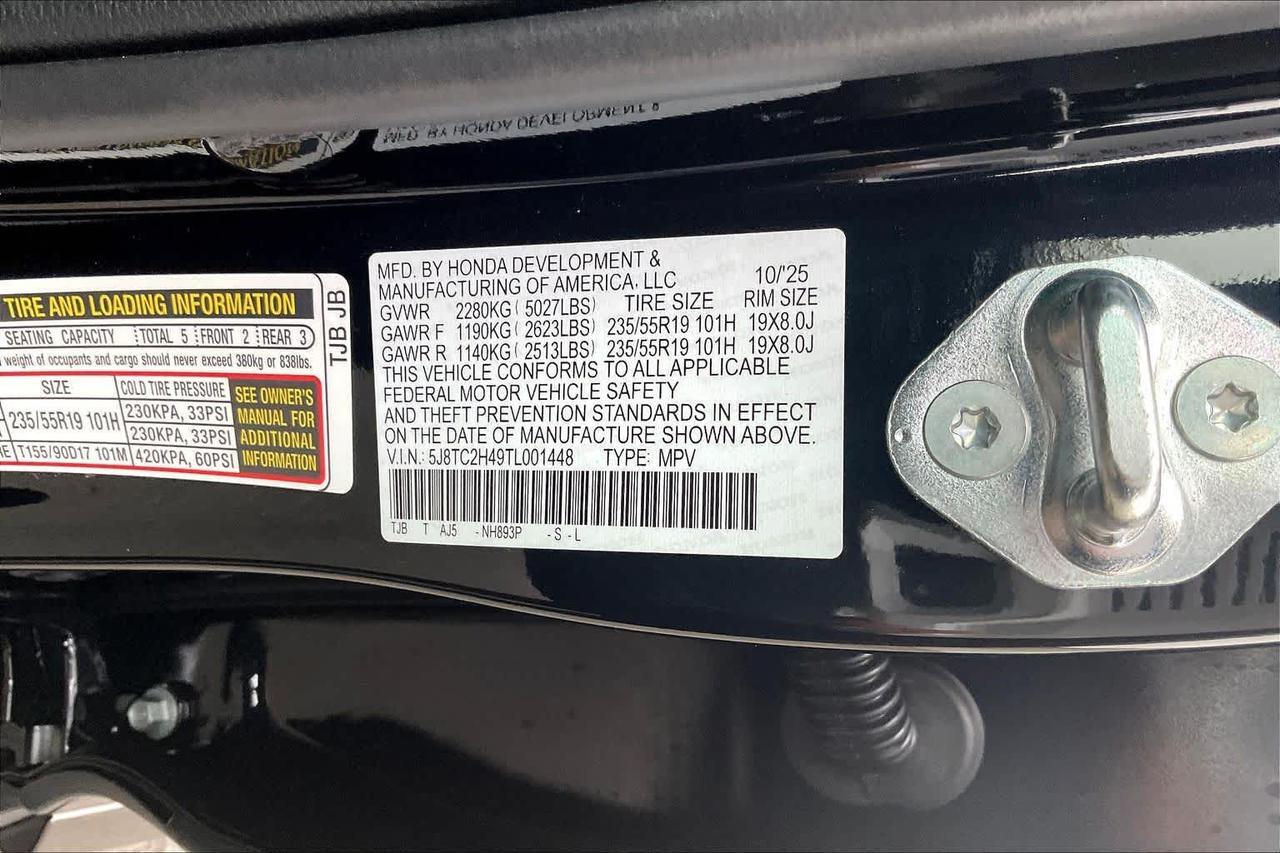 TIRE AND LOADING INFORMATION
SEATING CAPACITY TOTAL 5 FRONT 2 REAR 3
weight of occupants and cargo should never exceed 380kg or 838lbs.
SIZE COLD TIRE PRESSURE
235/55R19 101H 230KPA, 33PSI
230KPA, 33PSI
T155/90D17 101M 420KPA, 60PSI
SEE OWNER'S
MANUAL FOR
ADDITIONAL
INFORMATION
TJB JB
MFD. BY HONDA DEVELOPMENT &
MANUFACTURING OF AMERICA, LLC 10/'25
GVWR 2280KG ( 5027LBS) TIRE SIZE RIM SIZE
GAWR F 1190KG ( 2623LBS) 235/55R19 101H 19X8.0J
GAWR R 1140KG ( 2513LBS) 235/55R19 101H 19X8.0J
THIS VEHICLE CONFORMS TO ALL APPLICABLE
FEDERAL MOTOR VEHICLE SAFETY
AND THEFT PREVENTION STANDARDS IN EFFECT
ON THE DATE OF MANUFACTURE SHOWN ABOVE.
V.I.N.: 5J8TC2H49TL001448 TYPE: MPV
TJB T AJ5 -NH893P -S-L